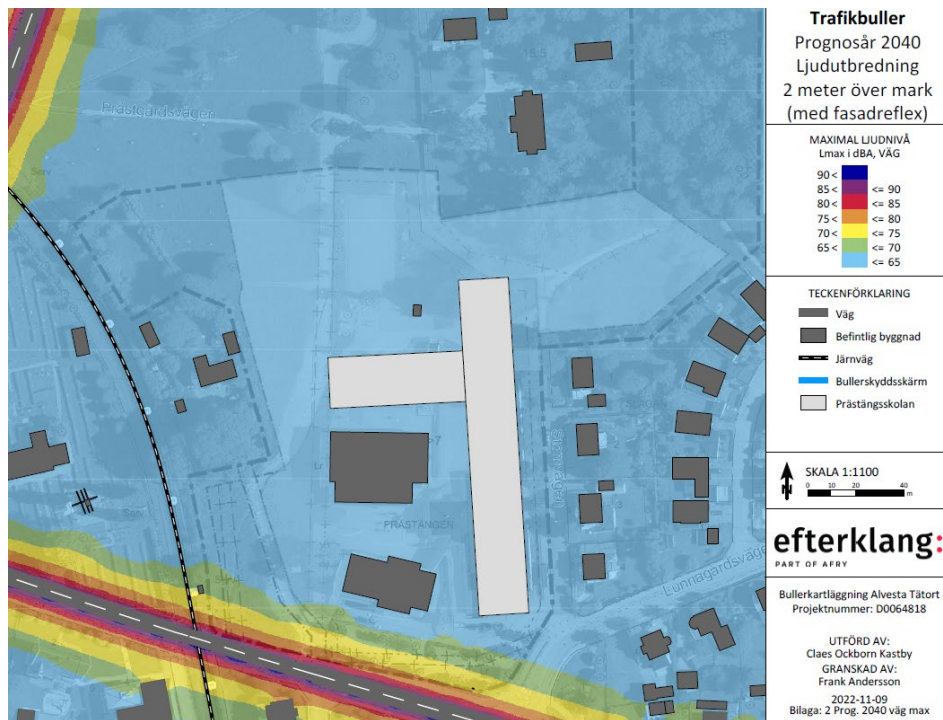 Trafikbuller
Prognosår 2040
Ljudutbredning
2 meter över mark
(med fasadreflex)
MAXIMAL LJUDNIVÅ
Lmax i dBA, VÄG
90 <
85 < <= 90
80 < <= 85
75 < <= 80
70 < <= 75
65 < <= 70
<= 65
TECKENFÖRKLARING
Väg
Befintlig byggnad
Järnväg
Bullerskyddsskärm
Prästängsskolan
N
SKALA 1:1100
0 10 20 40
m
efterklang:
PART OF AFRY
Bullerkartläggning Alvesta Tätort
Projektnummer: D0064818
UTFÖRD AV:
Claes Ockborn Kastby
GRANSKAD AV:
Frank Andersson
2022-11-09
Bilaga: 2 Prog. 2040 väg max
Prästgårdsvägen
Serv
PRÄSTÄNGEN
Lunnagårdsväge